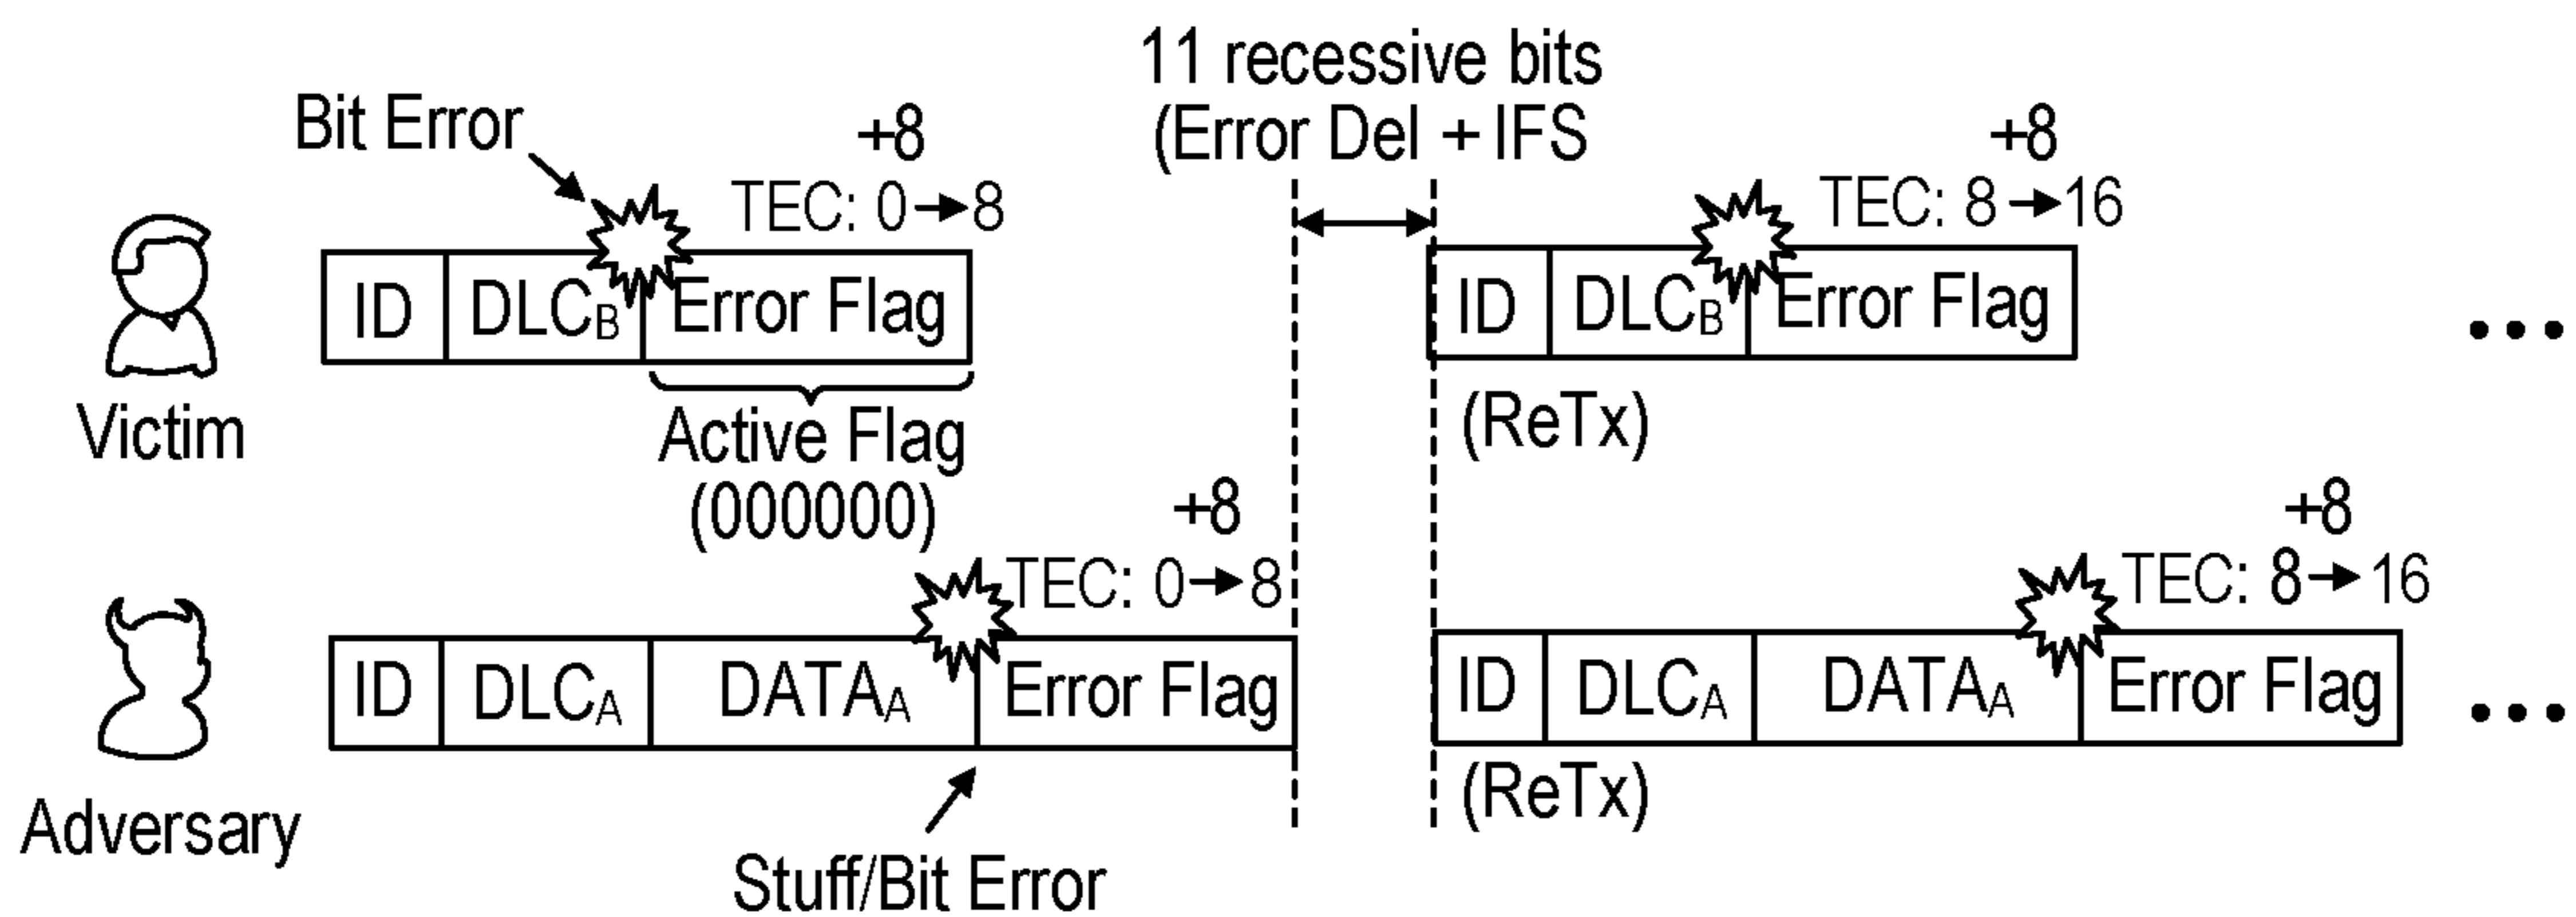 11 recessive bits
(Error Del + IFS
Bit Error
+8
TEC: 0→8
+8
TEC: 8→16
ID DLCB Error Flag
ID DLCB Error Flag
...
Victim
Active Flag
(000000)
(ReTx)
+8
TEC: 0→8
+8
TEC: 8→16
ID DLCA DATAA Error Flag
ID DLCA DATAA Error Flag
...
Adversary
(ReTx)
Stuff/Bit Error